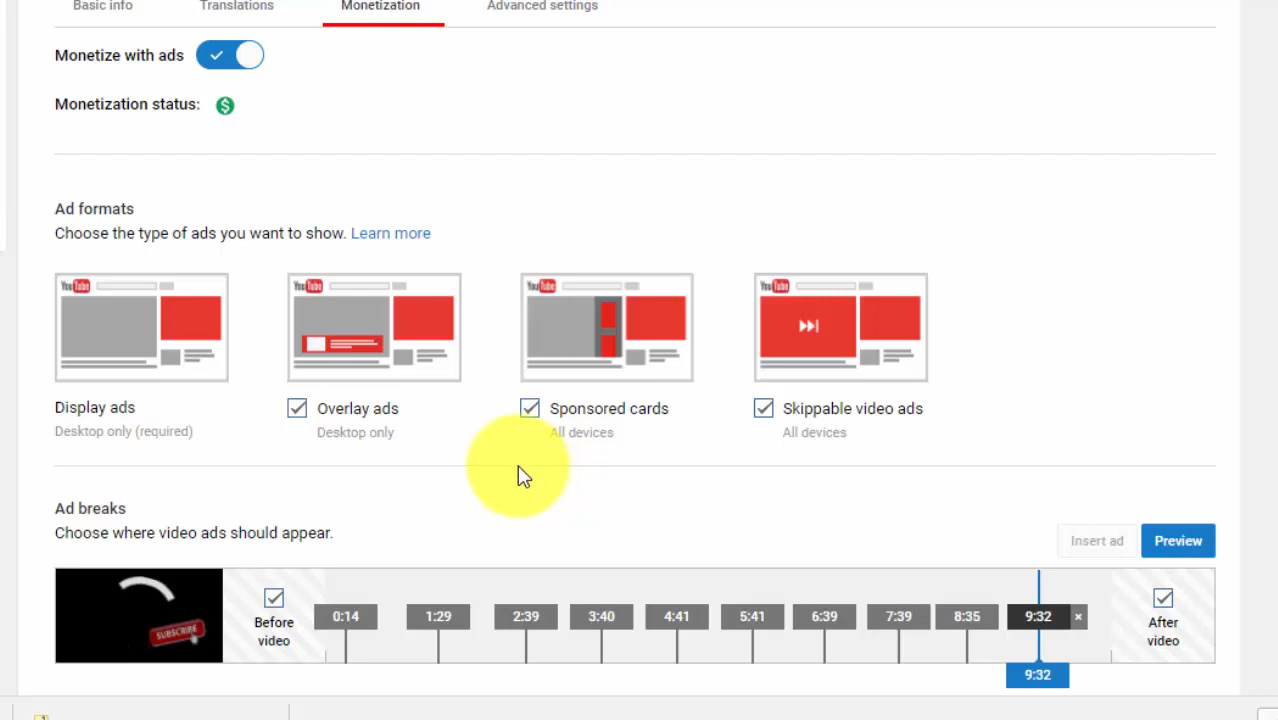 Basic info Translations Monetization Advanced settings
Monetize with ads
Monetization status: $
Ad formats
Choose the type of ads you want to show. Learn more
YouTube YouTube YouTube YouTube
Display ads Overlay ads Sponsored cards Skippable video ads
Desktop only (required) Desktop only All devices All devices
Ad breaks
Choose where video ads should appear.
Insert ad Preview
SUBSCRIBE
Before video
0:14 1:29 2:39 3:40 4:41 5:41 6:39 7:39 8:35 9:32 ×
After video
9:32